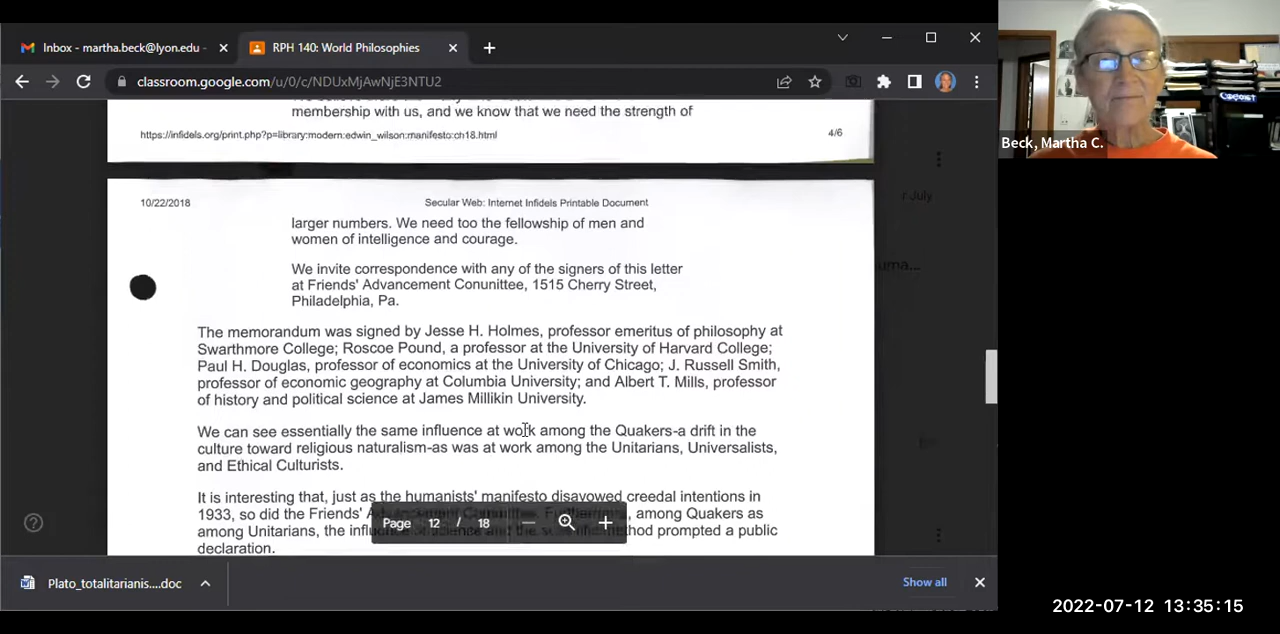 Inbox - martha.beck@lyon.edu -
RPH 140: World Philosophies
classroom.google.com/u/0/c/NDUxMjAwNjE3NTU2
membership with us, and we know that we need the strength of
https://infidels.org/print.php?p=library:modern:edwin_wilson:manifesto:ch18.html
4/6
10/22/2018
Secular Web: Internet Infidels Printable Document
larger numbers. We need too the fellowship of men and
women of intelligence and courage.
We invite correspondence with any of the signers of this letter
at Friends' Advancement Conunittee, 1515 Cherry Street,
Philadelphia, Pa.
The memorandum was signed by Jesse H. Holmes, professor emeritus of philosophy at
Swarthmore College; Roscoe Pound, a professor at the University of Harvard College;
Paul H. Douglas, professor of economics at the University of Chicago; J. Russell Smith,
professor of economic geography at Columbia University; and Albert T. Mills, professor
of history and political science at James Millikin University.
We can see essentially the same influence at work among the Quakers-a drift in the
culture toward religious naturalism-as was at work among the Unitarians, Universalists,
and Ethical Culturists.
It is interesting that, just as the humanists' manifesto disavowed creedal intentions in
1933, so did the Friends' among Quakers as
among Unitarians, the prompted a public
declaration.
Page 12 / 18
r July
Plato_totalitarianis....doc
Show all
Beck, Martha C.
2022-07-12 13:35:15